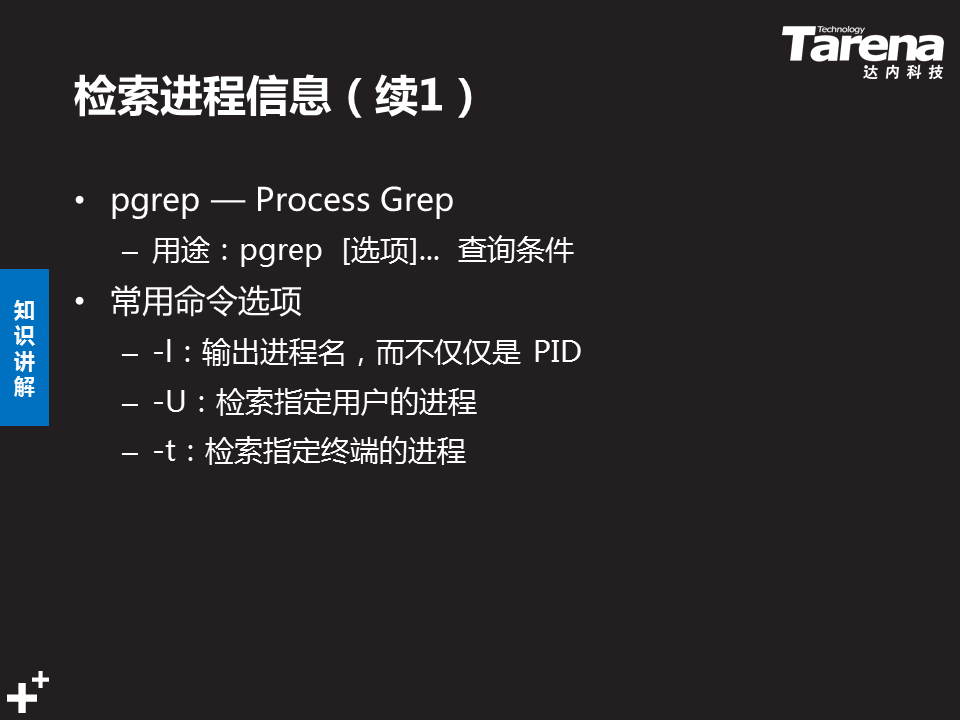 Technology
Tarena
达内科技
检索进程信息（续1）
• pgrep — Process Grep
– 用途：pgrep [选项]... 查询条件
• 常用命令选项
– -l：输出进程名，而不仅仅是 PID
– -U：检索指定用户的进程
– -t：检索指定终端的进程
知识讲解